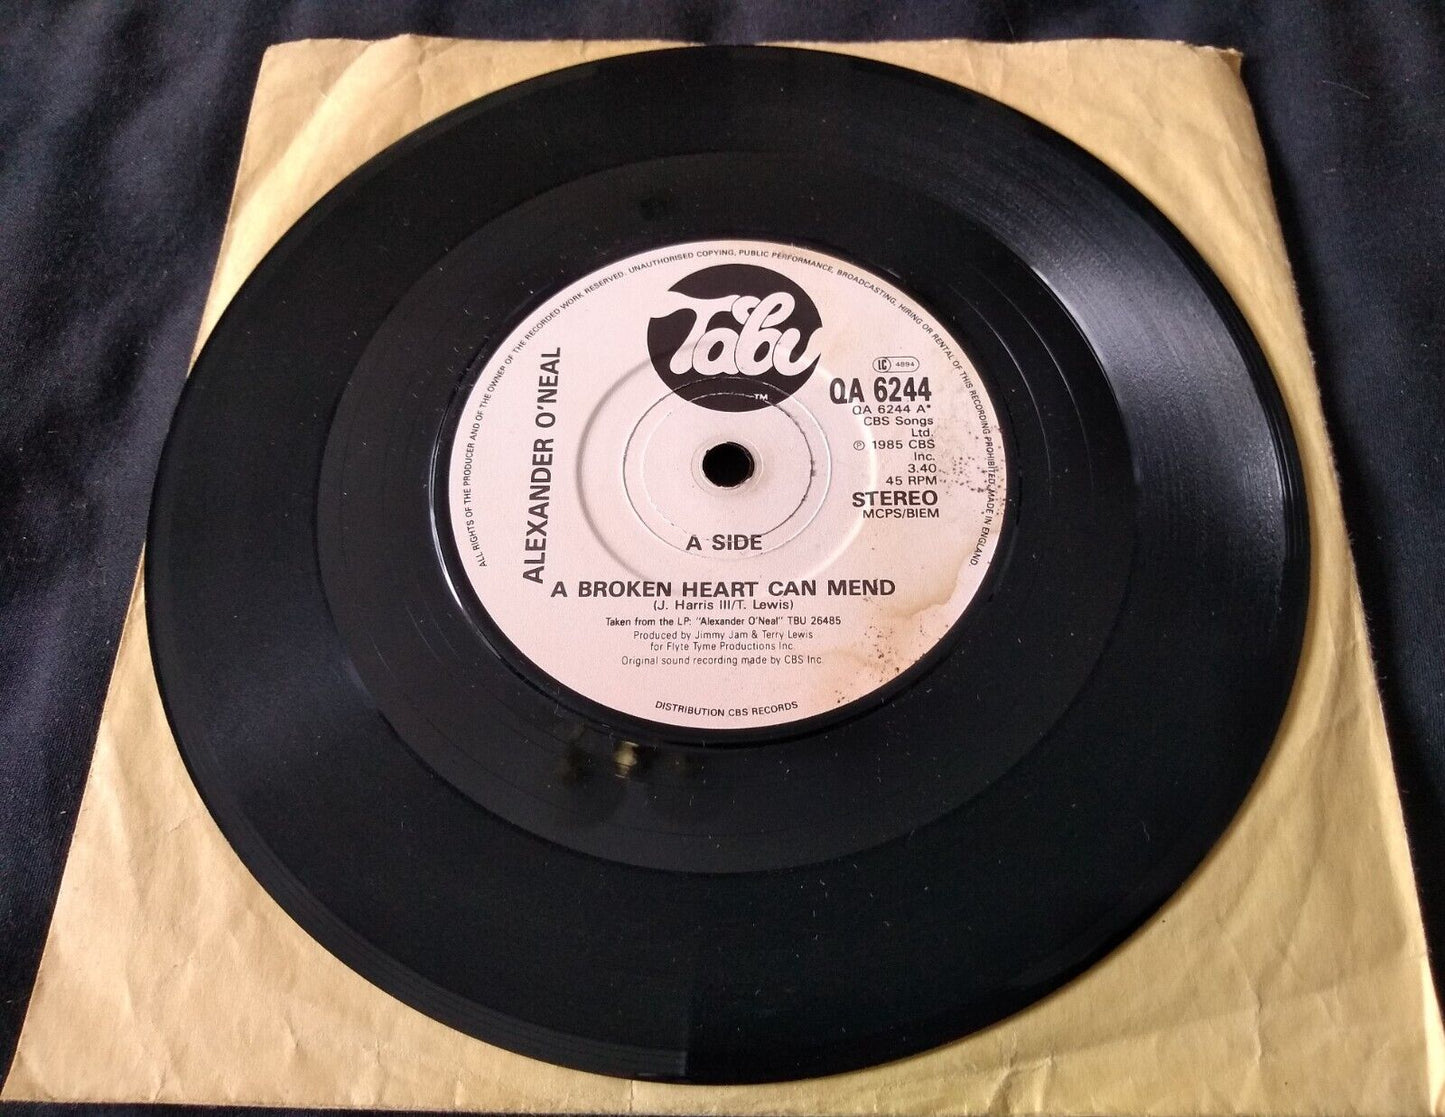 ALL RIGHTS OF THE PRODUCER AND OF THE OWNER OF THE RECORDED WORK RESERVED. UNAUTHORISED COPYING, PUBLIC PERFORMANCE, BROADCASTING, HIRING OR RENTAL OF THIS RECORDING PROHIBITED. MADE IN ENGLAND.
Tabu
TM
LC 4894
QA 6244
QA 6244 A*
CBS Songs
Ltd.
℗ 1985 CBS
Inc.
3.40
45 RPM
STEREO
MCPS/BIEM
ALEXANDER O'NEAL
A SIDE
A BROKEN HEART CAN MEND
(J. Harris III/T. Lewis)
Taken from the LP: "Alexander O'Neal" TBU 26485
Produced by Jimmy Jam & Terry Lewis
for Flyte Tyme Productions Inc.
Original sound recording made by CBS Inc.
DISTRIBUTION CBS RECORDS